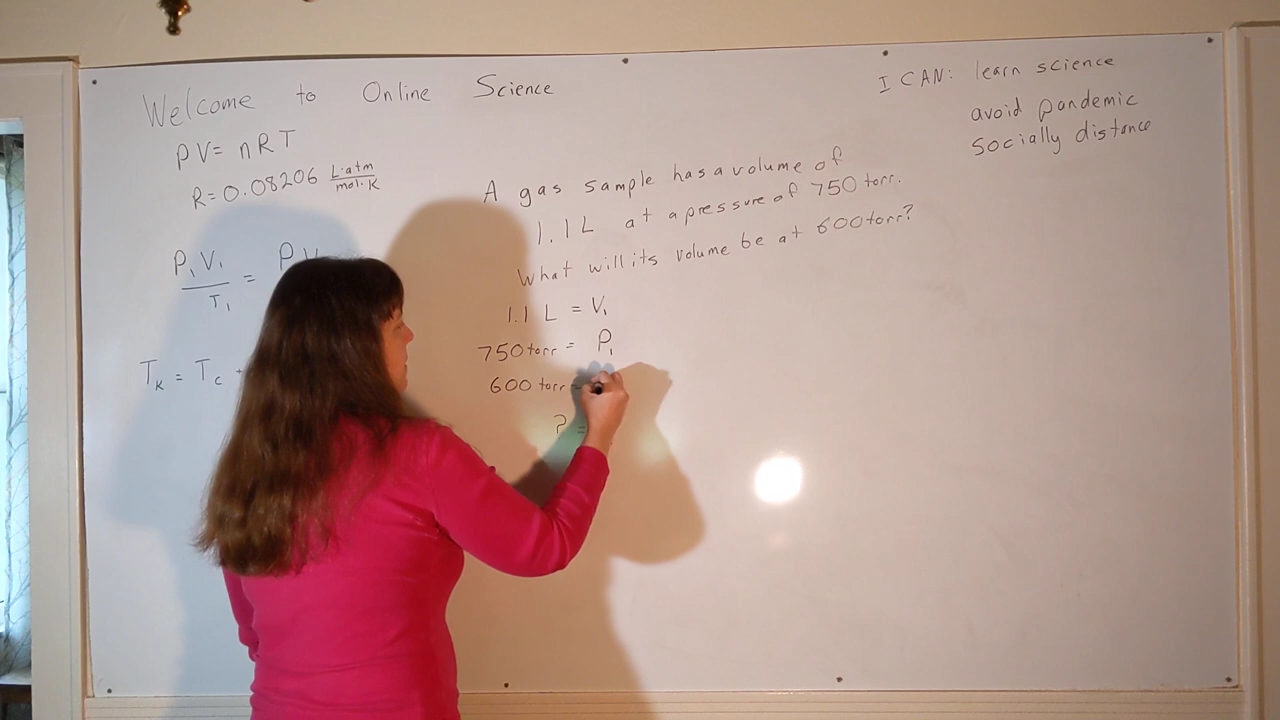 Welcome to Online Science
PV = nRT
R = 0.08206 L·atm / mol·K
P₁V₁ / T₁ = P V
Tₖ = T_C +
I CAN: learn science
avoid pandemic
socially distance
A gas sample has a volume of
1.1 L at a pressure of 750 torr.
What will its volume be at 600 torr?
1.1 L = V₁
750 torr = P₁
600 torr =
? =